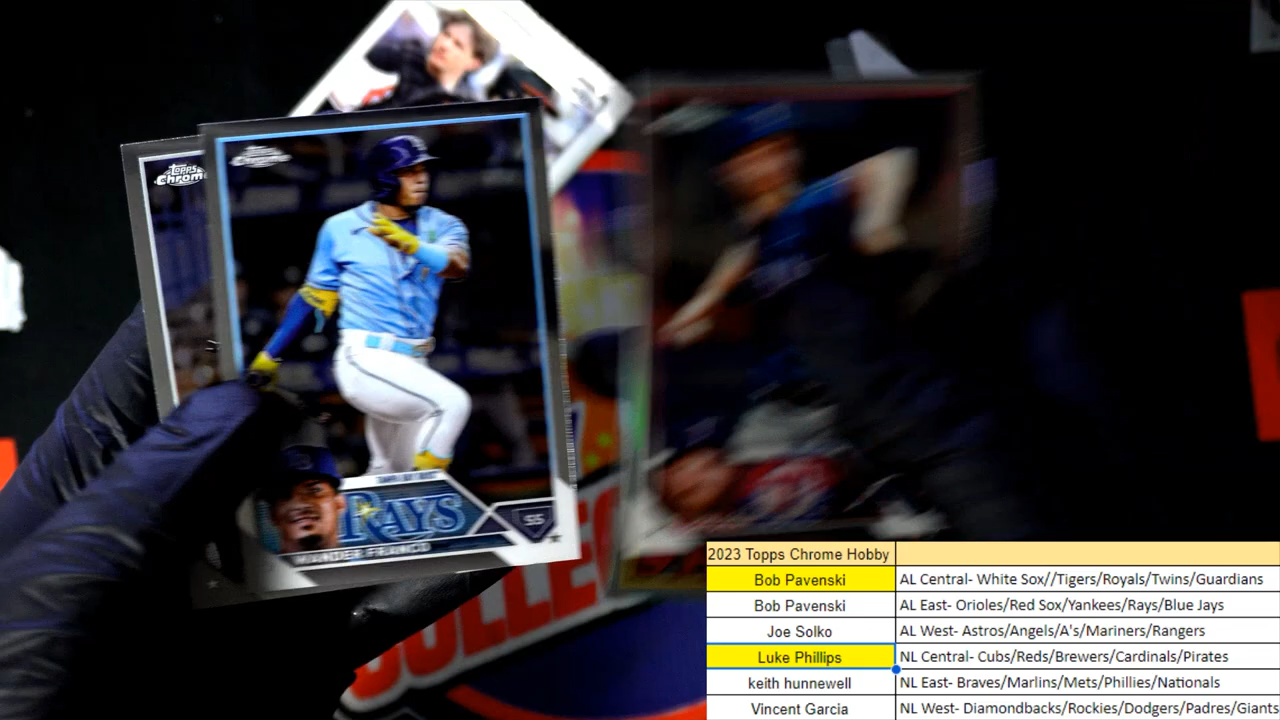 Topps
Chrome
Topps
Chrome
RAYS
SS
WANDER FRANCO
COLLEC
2023 Topps Chrome Hobby
Bob Pavenski AL Central- White Sox//Tigers/Royals/Twins/Guardians
Bob Pavenski AL East- Orioles/Red Sox/Yankees/Rays/Blue Jays
Joe Solko AL West- Astros/Angels/A's/Mariners/Rangers
Luke Phillips NL Central- Cubs/Reds/Brewers/Cardinals/Pirates
keith hunnewell NL East- Braves/Marlins/Mets/Phillies/Nationals
Vincent Garcia NL West- Diamondbacks/Rockies/Dodgers/Padres/Giants